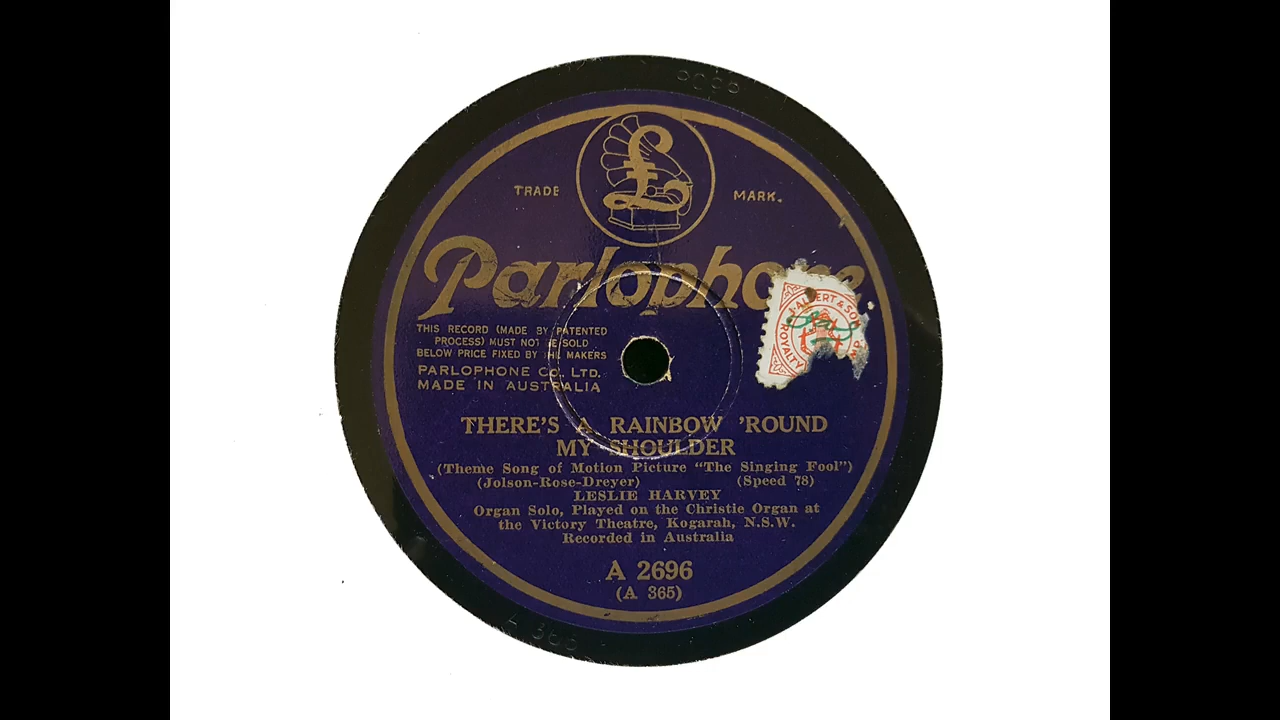 TRADE MARK.
£
Parlophone
THIS RECORD (MADE BY PATENTED
PROCESS) MUST NOT BE SOLD
BELOW PRICE FIXED BY THE MAKERS
PARLOPHONE CO., LTD.
MADE IN AUSTRALIA
ALBERT & SON
ROYALTY
THERE'S A RAINBOW 'ROUND
MY SHOULDER
(Theme Song of Motion Picture "The Singing Fool")
(Jolson-Rose-Dreyer) (Speed 78)
LESLIE HARVEY
Organ Solo, Played on the Christie Organ at
the Victory Theatre, Kogarah, N.S.W.
Recorded in Australia
A 2696
(A 365)